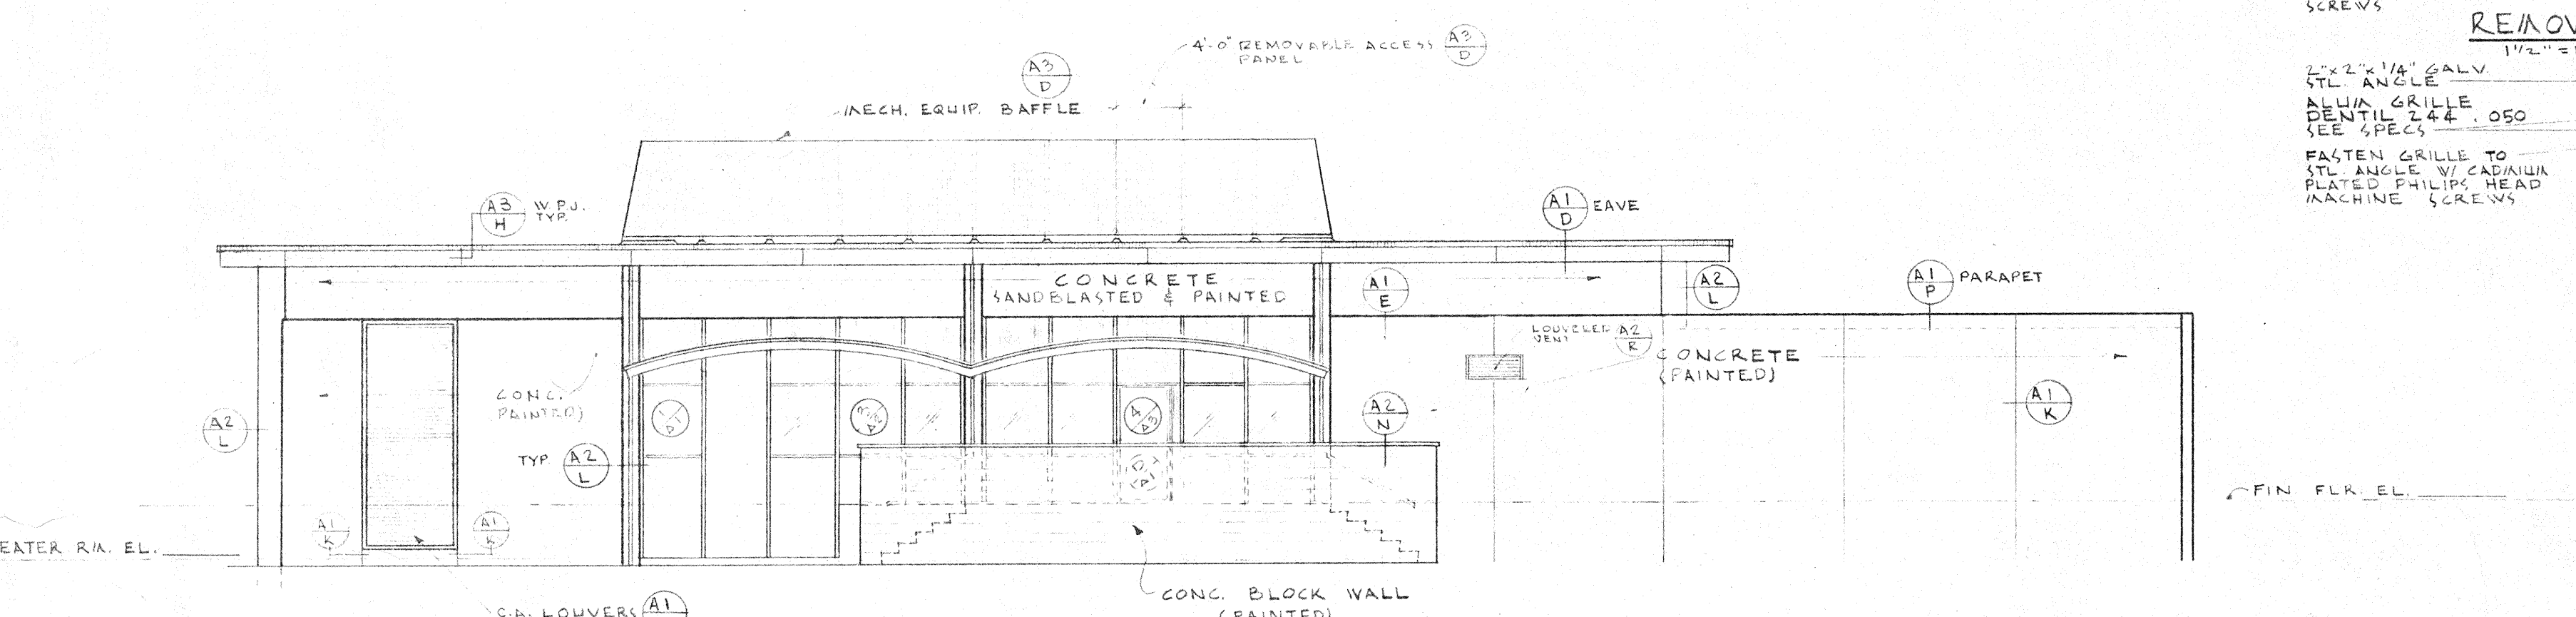 SCREWS
4'-0" REMOVABLE ACCESS
PANEL
A3
D
A3
D
MECH. EQUIP. BAFFLE
2"x2"x1/4" GALV.
STL. ANGLE
ALUM GRILLE
DENTIL 244 .050
SEE SPECS
FASTEN GRILLE TO
STL. ANGLE W/ CADMIUM
PLATED PHILIPS HEAD
MACHINE SCREWS
A3
H
W.P.J.
TYP.
A1
D
EAVE
CONCRETE
SANDBLASTED & PAINTED
A1
E
A2
L
A1
P
PARAPET
LOUVERED
VENT
A2
R
CONCRETE
(PAINTED)
CONC.
PAINTED)
A2
L
A2
N
A1
K
4
A3
TYP
A2
L
FIN FLR. EL.
A1
K
A1
K
EATER RM. EL.
C.A. LOUVERS
A1
CONC. BLOCK WALL
(PAINTED)